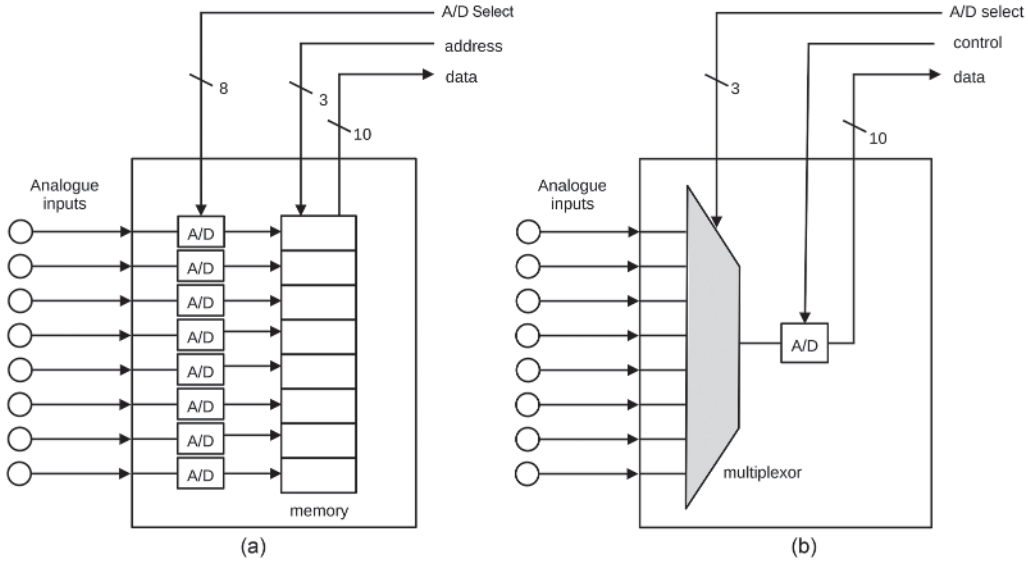 A/D Select
address
data
8
3
10
Analogue
inputs
A/D
A/D
A/D
A/D
A/D
A/D
A/D
A/D
memory
(a)
A/D select
control
data
3
10
Analogue
inputs
A/D
multiplexor
(b)